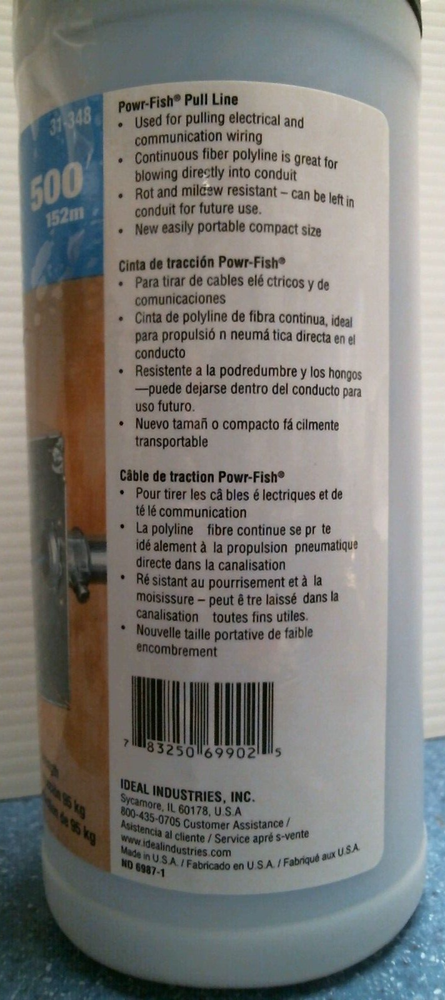 31-348
500
152m
Powr-Fish® Pull Line
• Used for pulling electrical and
communication wiring
• Continuous fiber polyline is great for
blowing directly into conduit
• Rot and mildew resistant – can be left in
conduit for future use.
• New easily portable compact size
Cinta de tracción Powr-Fish®
• Para tirar de cables elé ctricos y de
comunicaciones
• Cinta de polyline de fibra continua, ideal
para propulsió n neumá tica directa en el
conducto
• Resistente a la podredumbre y los hongos
—puede dejarse dentro del conducto para
uso futuro.
• Nuevo tamañ o compacto fá cilmente
transportable
Câble de traction Powr-Fish®
• Pour tirer les câ bles é lectriques et de
té lé communication
• La polyline fibre continue se pr te
idé alement à la propulsion pneumatique
directe dans la canalisation
• Ré sistant au pourrisement et à la
moisissure – peut ê tre laissé dans la
canalisation toutes fins utiles.
• Nouvelle taille portative de faible
encombrement
7 83250 69902 5
IDEAL INDUSTRIES, INC.
Sycamore, IL 60178, U.S.A
800-435-0705 Customer Assistance /
Asistencia al cliente / Service apré s-vente
www.idealindustries.com
Made in U.S.A. / Fabricado en U.S.A. / Fabriqué aux U.S.A.
ND 6987-1
95 kg
de 95 kg